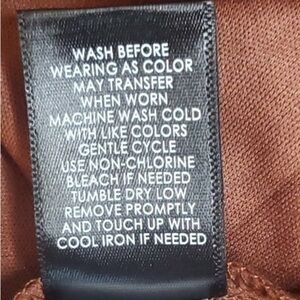 WASH BEFORE
WEARING AS COLOR
MAY TRANSFER
WHEN WORN
MACHINE WASH COLD
WITH LIKE COLORS
GENTLE CYCLE
USE NON-CHLORINE
BLEACH IF NEEDED
TUMBLE DRY LOW
REMOVE PROMPTLY
AND TOUCH UP WITH
COOL IRON IF NEEDED